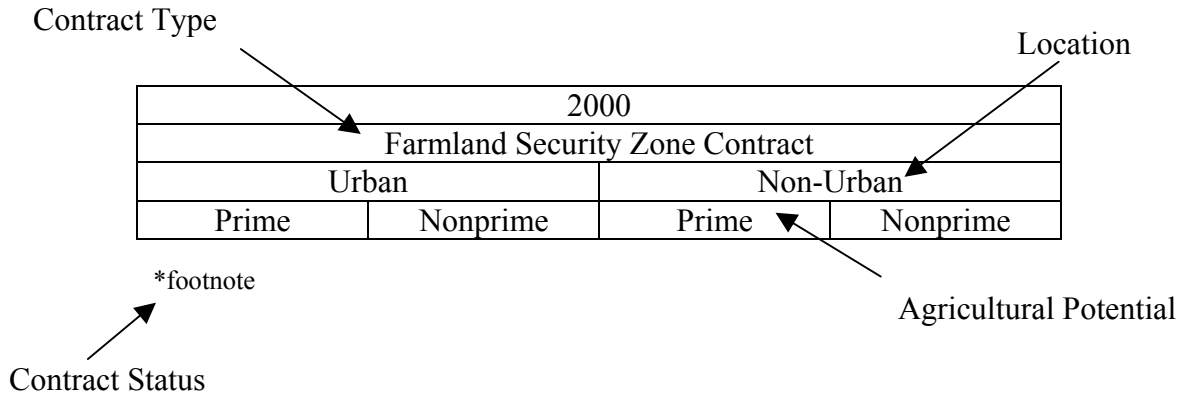 Contract Type
Location
2000
Farmland Security Zone Contract
Urban Non-Urban
Prime Nonprime Prime Nonprime
*footnote
Agricultural Potential
Contract Status